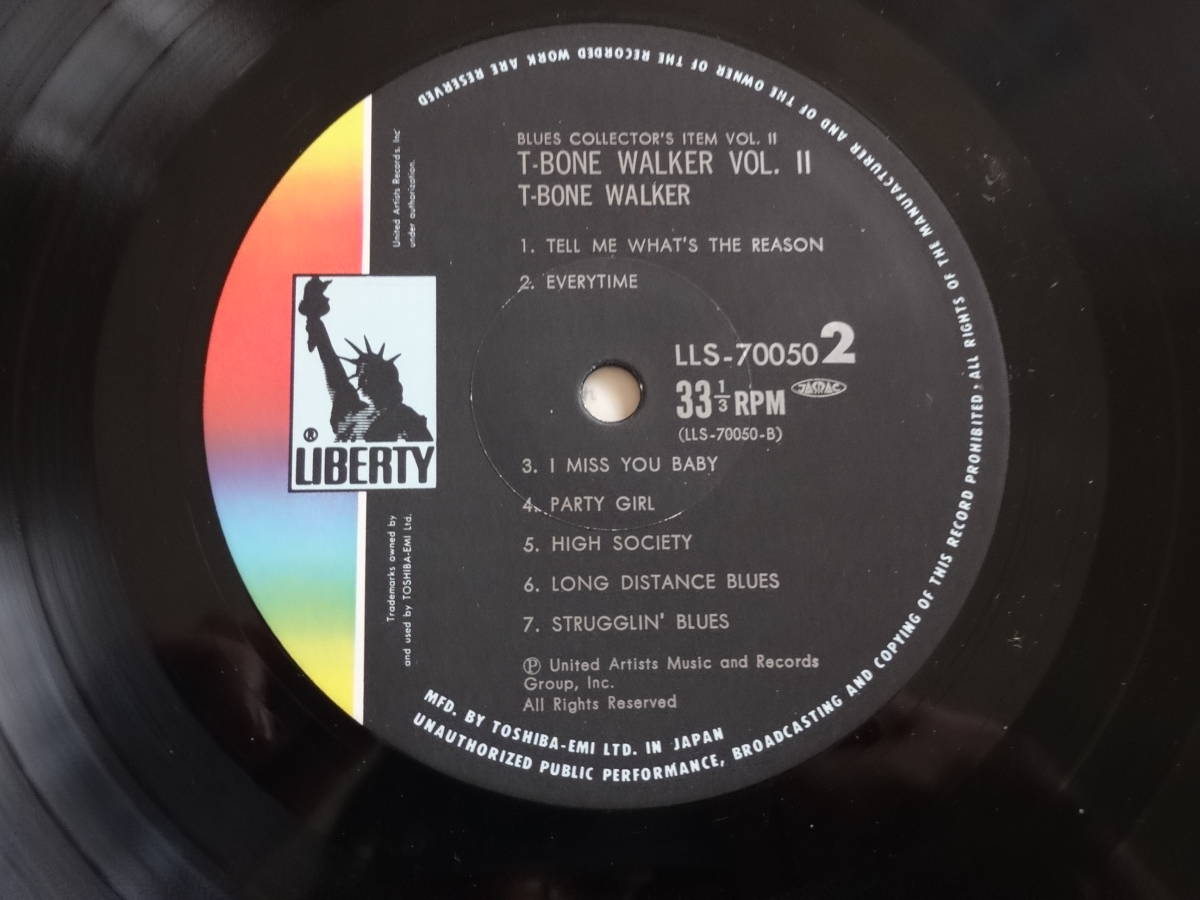 BLUES COLLECTOR'S ITEM VOL. II
T-BONE WALKER VOL. II
T-BONE WALKER
1. TELL ME WHAT'S THE REASON
2. EVERYTIME
LLS-70050 2
33 1/3 RPM
JASRAC
(LLS-70050-B)
3. I MISS YOU BABY
4. PARTY GIRL
5. HIGH SOCIETY
6. LONG DISTANCE BLUES
7. STRUGGLIN' BLUES
Ⓟ United Artists Music and Records
Group, Inc.
All Rights Reserved
® LIBERTY
United Artists Records, Inc
under authorization.
Trademarks owned by
and used by TOSHIBA-EMI Ltd.
MFD. BY TOSHIBA-EMI LTD. IN JAPAN
UNAUTHORIZED PUBLIC PERFORMANCE, BROADCASTING AND COPYING OF THIS RECORD PROHIBITED · ALL RIGHTS OF THE MANUFACTURER AND OF THE OWNER OF THE RECORDED WORK ARE RESERVED